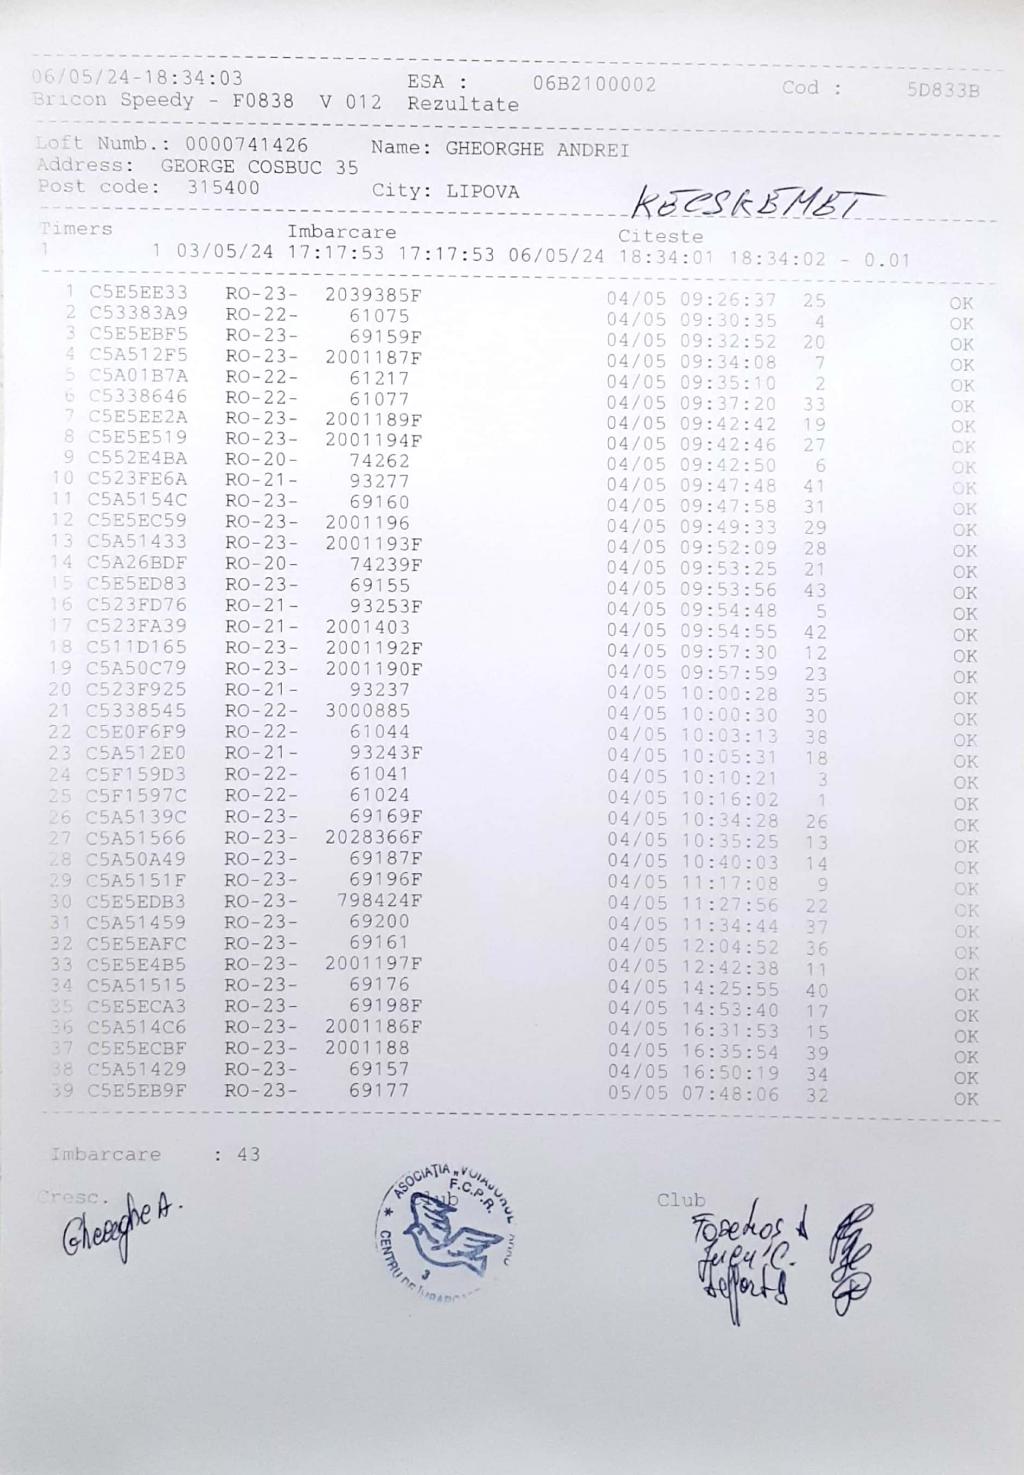 06/05/24-18:34:03 ESA : 06B2100002 Cod : 5D833B
Bricon Speedy - F0838 V 012 Rezultate
Loft Numb.: 0000741426 Name: GHEORGHE ANDREI
Address: GEORGE COSBUC 35
Post code: 315400 City: LIPOVA
KECSKEMET
Timers Imbarcare Citeste
1 1 03/05/24 17:17:53 17:17:53 06/05/24 18:34:01 18:34:02 - 0.01
1 C5E5EE33 RO-23- 2039385F 04/05 09:26:37 25 OK
2 C53383A9 RO-22- 61075 04/05 09:30:35 4 OK
3 C5E5EBF5 RO-23- 69159F 04/05 09:32:52 20 OK
4 C5A512F5 RO-23- 2001187F 04/05 09:34:08 7 OK
5 C5A01B7A RO-22- 61217 04/05 09:35:10 2 OK
6 C5338646 RO-22- 61077 04/05 09:37:20 33 OK
7 C5E5EE2A RO-23- 2001189F 04/05 09:42:42 19 OK
8 C5E5E519 RO-23- 2001194F 04/05 09:42:46 27 OK
9 C552E4BA RO-20- 74262 04/05 09:42:50 6 OK
10 C523FE6A RO-21- 93277 04/05 09:47:48 41 OK
11 C5A5154C RO-23- 69160 04/05 09:47:58 31 OK
12 C5E5EC59 RO-23- 2001196 04/05 09:49:33 29 OK
13 C5A51433 RO-23- 2001193F 04/05 09:52:09 28 OK
14 C5A26BDF RO-20- 74239F 04/05 09:53:25 21 OK
15 C5E5ED83 RO-23- 69155 04/05 09:53:56 43 OK
16 C523FD76 RO-21- 93253F 04/05 09:54:48 5 OK
17 C523FA39 RO-21- 2001403 04/05 09:54:55 42 OK
18 C511D165 RO-23- 2001192F 04/05 09:57:30 12 OK
19 C5A50C79 RO-23- 2001190F 04/05 09:57:59 23 OK
20 C523F925 RO-21- 93237 04/05 10:00:28 35 OK
21 C5338545 RO-22- 3000885 04/05 10:00:30 30 OK
22 C5E0F6F9 RO-22- 61044 04/05 10:03:13 38 OK
23 C5A512E0 RO-21- 93243F 04/05 10:05:31 18 OK
24 C5F159D3 RO-22- 61041 04/05 10:10:21 3 OK
25 C5F1597C RO-22- 61024 04/05 10:16:02 1 OK
26 C5A5139C RO-23- 69169F 04/05 10:34:28 26 OK
27 C5A51566 RO-23- 2028366F 04/05 10:35:25 13 OK
28 C5A50A49 RO-23- 69187F 04/05 10:40:03 14 OK
29 C5A5151F RO-23- 69196F 04/05 11:17:08 9 OK
30 C5E5EDB3 RO-23- 798424F 04/05 11:27:56 22 OK
31 C5A51459 RO-23- 69200 04/05 11:34:44 37 OK
32 C5E5EAFC RO-23- 69161 04/05 12:04:52 36 OK
33 C5E5E4B5 RO-23- 2001197F 04/05 12:42:38 11 OK
34 C5A51515 RO-23- 69176 04/05 14:25:55 40 OK
35 C5E5ECA3 RO-23- 69198F 04/05 14:53:40 17 OK
36 C5A514C6 RO-23- 2001186F 04/05 16:31:53 15 OK
37 C5E5ECBF RO-23- 2001188 04/05 16:35:54 39 OK
38 C5A51429 RO-23- 69157 04/05 16:50:19 34 OK
39 C5E5EB9F RO-23- 69177 05/05 07:48:06 32 OK
Imbarcare : 43
Cresc. Club Club
Gheorghe A.
ASOCIAȚIA „VOIAJORUL
F.C.P.R.
CENTRU DE ÎMBARCARE
3